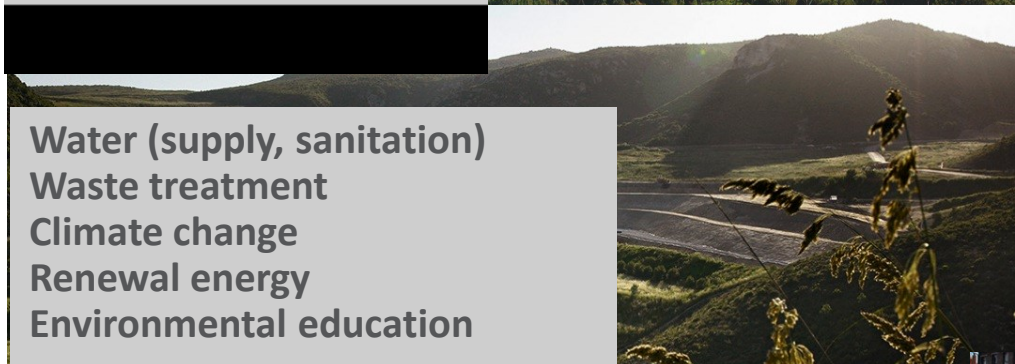 Water (supply, sanitation)
Waste treatment
Climate change
Renewal energy
Environmental education